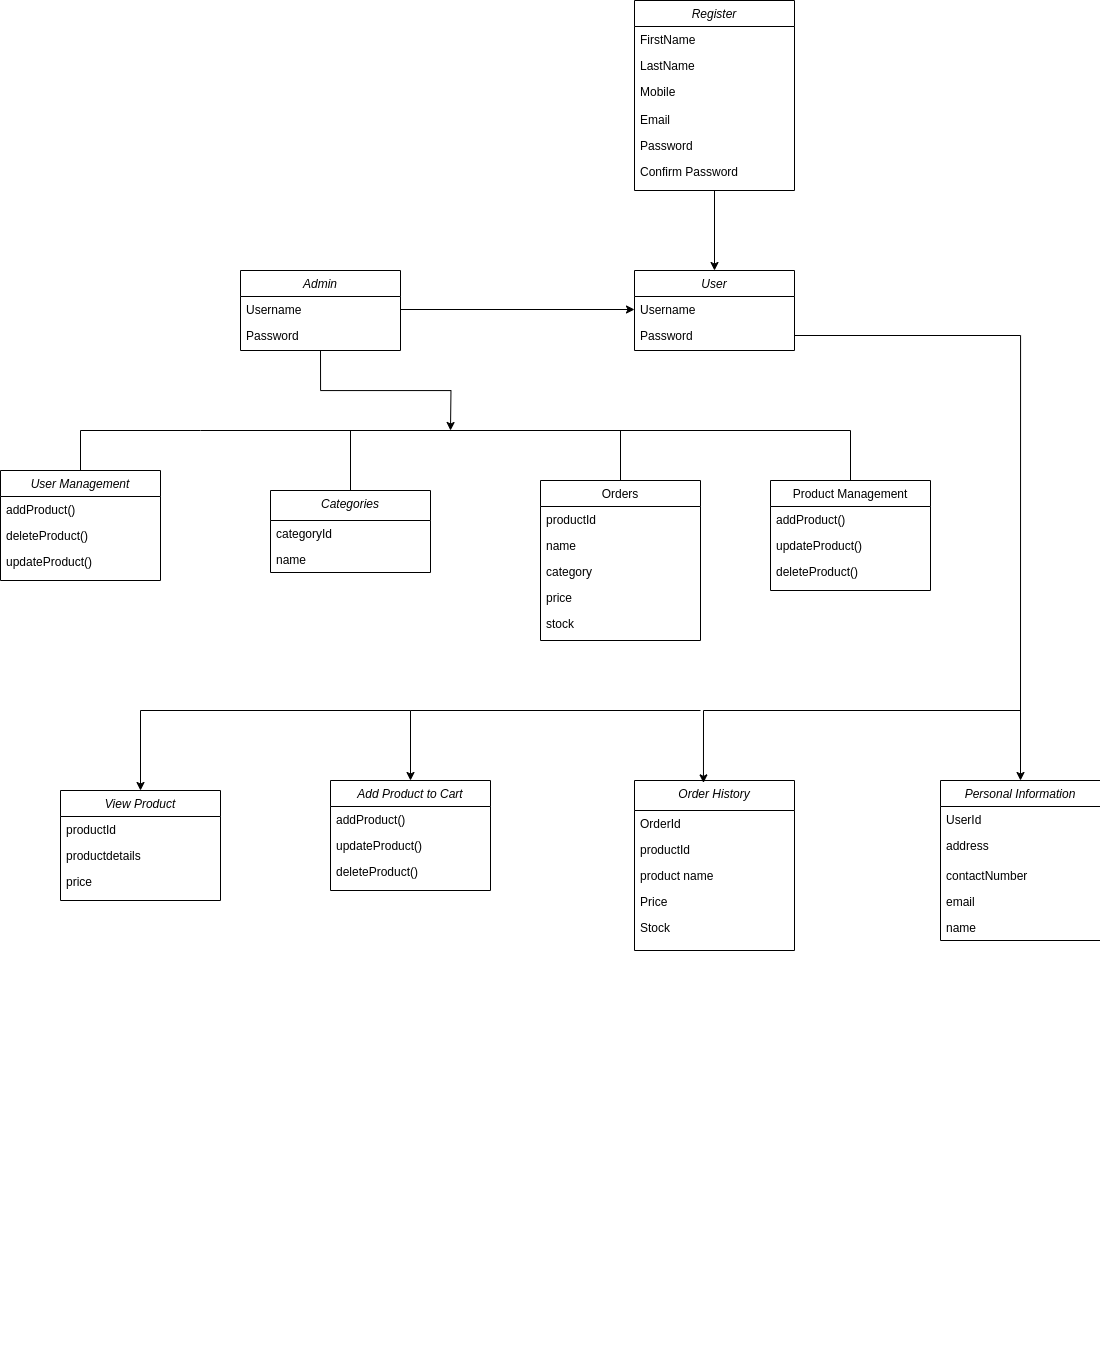 Register
FirstName
LastName
Mobile
Email
Password
Confirm Password
Admin
Username
Password
User
Username
Password
User Management
addProduct()
deleteProduct()
updateProduct()
Categories
categoryId
name
Orders
productId
name
category
price
stock
Product Management
addProduct()
updateProduct()
deleteProduct()
View Product
productId
productdetails
price
Add Product to Cart
addProduct()
updateProduct()
deleteProduct()
Order History
OrderId
productId
product name
Price
Stock
Personal Information
UserId
address
contactNumber
email
name